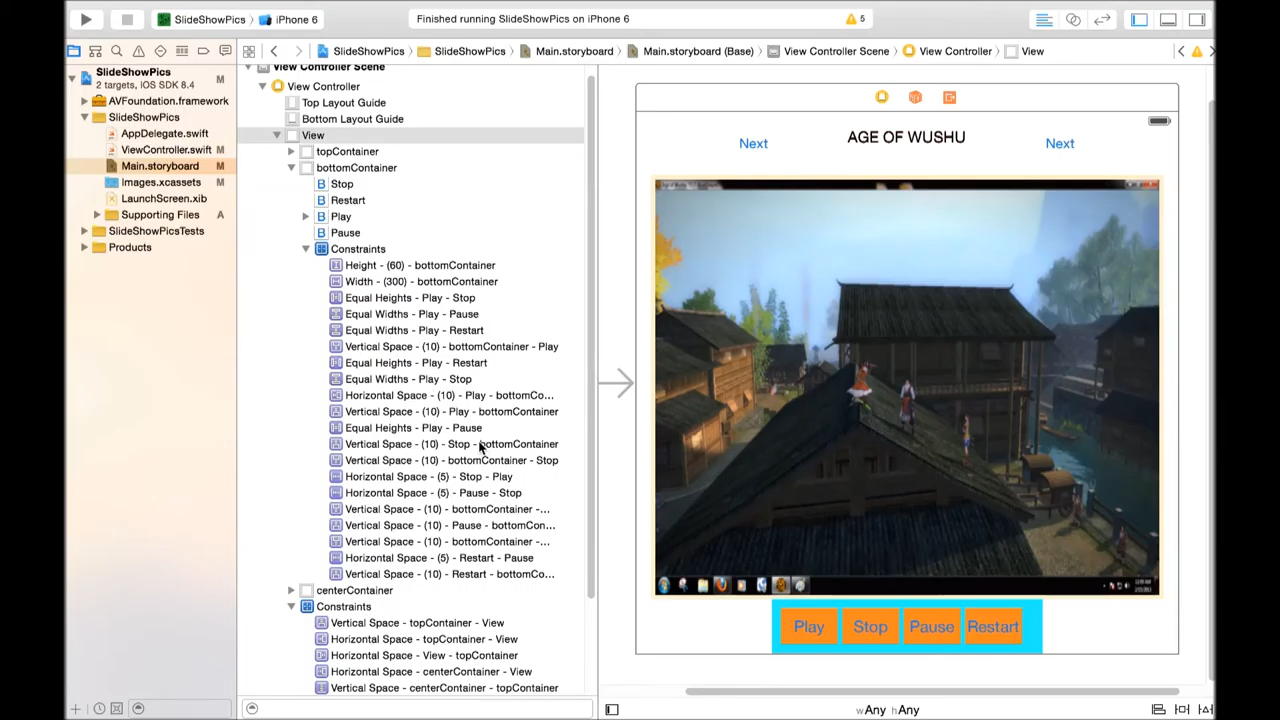 SlideShowPics
iPhone 6
Finished running SlideShowPics on iPhone 6
5
SlideShowPics
SlideShowPics
Main.storyboard
Main.storyboard (Base)
View Controller Scene
View Controller
View
SlideShowPics
M
2 targets, iOS SDK 8.4
AVFoundation.framework
SlideShowPics
AppDelegate.swift
ViewController.swift
M
Main.storyboard
M
Images.xcassets
M
LaunchScreen.xib
Supporting Files
A
SlideShowPicsTests
Products
View Controller Scene
View Controller
Top Layout Guide
Bottom Layout Guide
View
topContainer
bottomContainer
B Stop
B Restart
B Play
B Pause
Constraints
Height - (60) - bottomContainer
Width - (300) - bottomContainer
Equal Heights - Play - Stop
Equal Widths - Play - Pause
Equal Widths - Play - Restart
Vertical Space - (10) - bottomContainer - Play
Equal Heights - Play - Restart
Equal Widths - Play - Stop
Horizontal Space - (10) - Play - bottomCo...
Vertical Space - (10) - Play - bottomContainer
Equal Heights - Play - Pause
Vertical Space - (10) - Stop - bottomContainer
Vertical Space - (10) - bottomContainer - Stop
Horizontal Space - (5) - Stop - Play
Horizontal Space - (5) - Pause - Stop
Vertical Space - (10) - bottomContainer -...
Vertical Space - (10) - Pause - bottomCon...
Vertical Space - (10) - bottomContainer -...
Horizontal Space - (5) - Restart - Pause
Vertical Space - (10) - Restart - bottomCo...
centerContainer
Constraints
Vertical Space - topContainer - View
Horizontal Space - topContainer - View
Horizontal Space - View - topContainer
Horizontal Space - centerContainer - View
Vertical Space - centerContainer - topContainer
Next
AGE OF WUSHU
Next
Play
Stop
Pause
Restart
wAny hAny